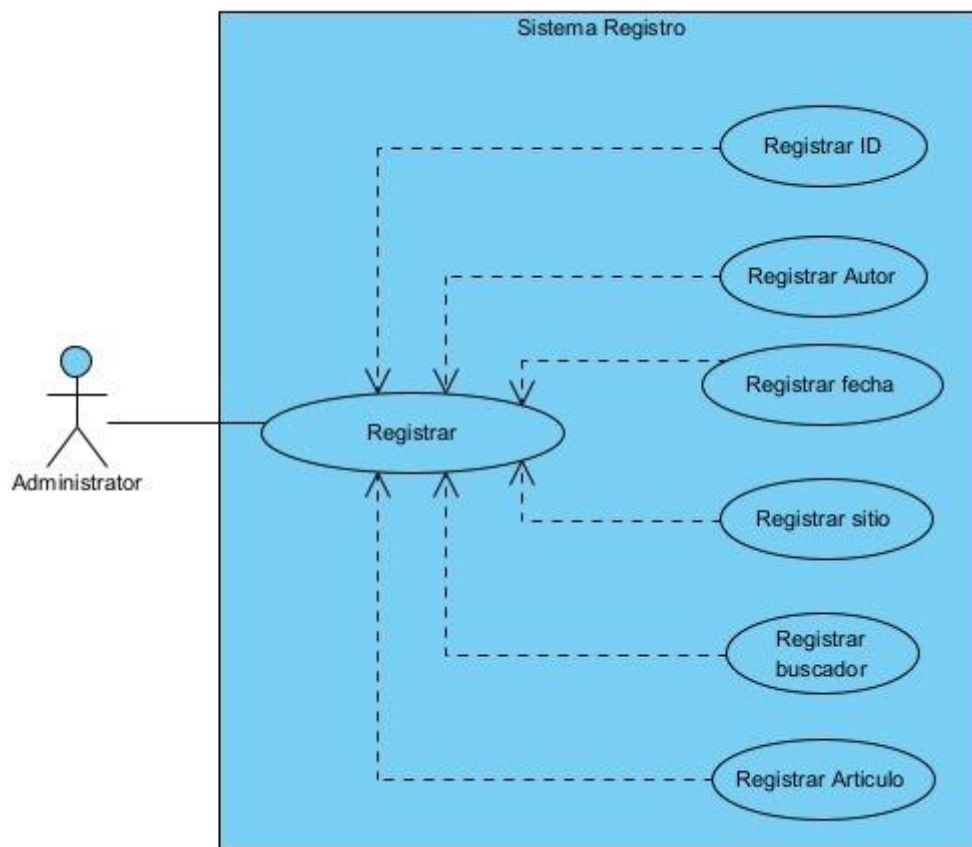 Sistema Registro
Registrar ID
Registrar Autor
Registrar fecha
Registrar
Administrator
Registrar sitio
Registrar
buscador
Registrar Articulo